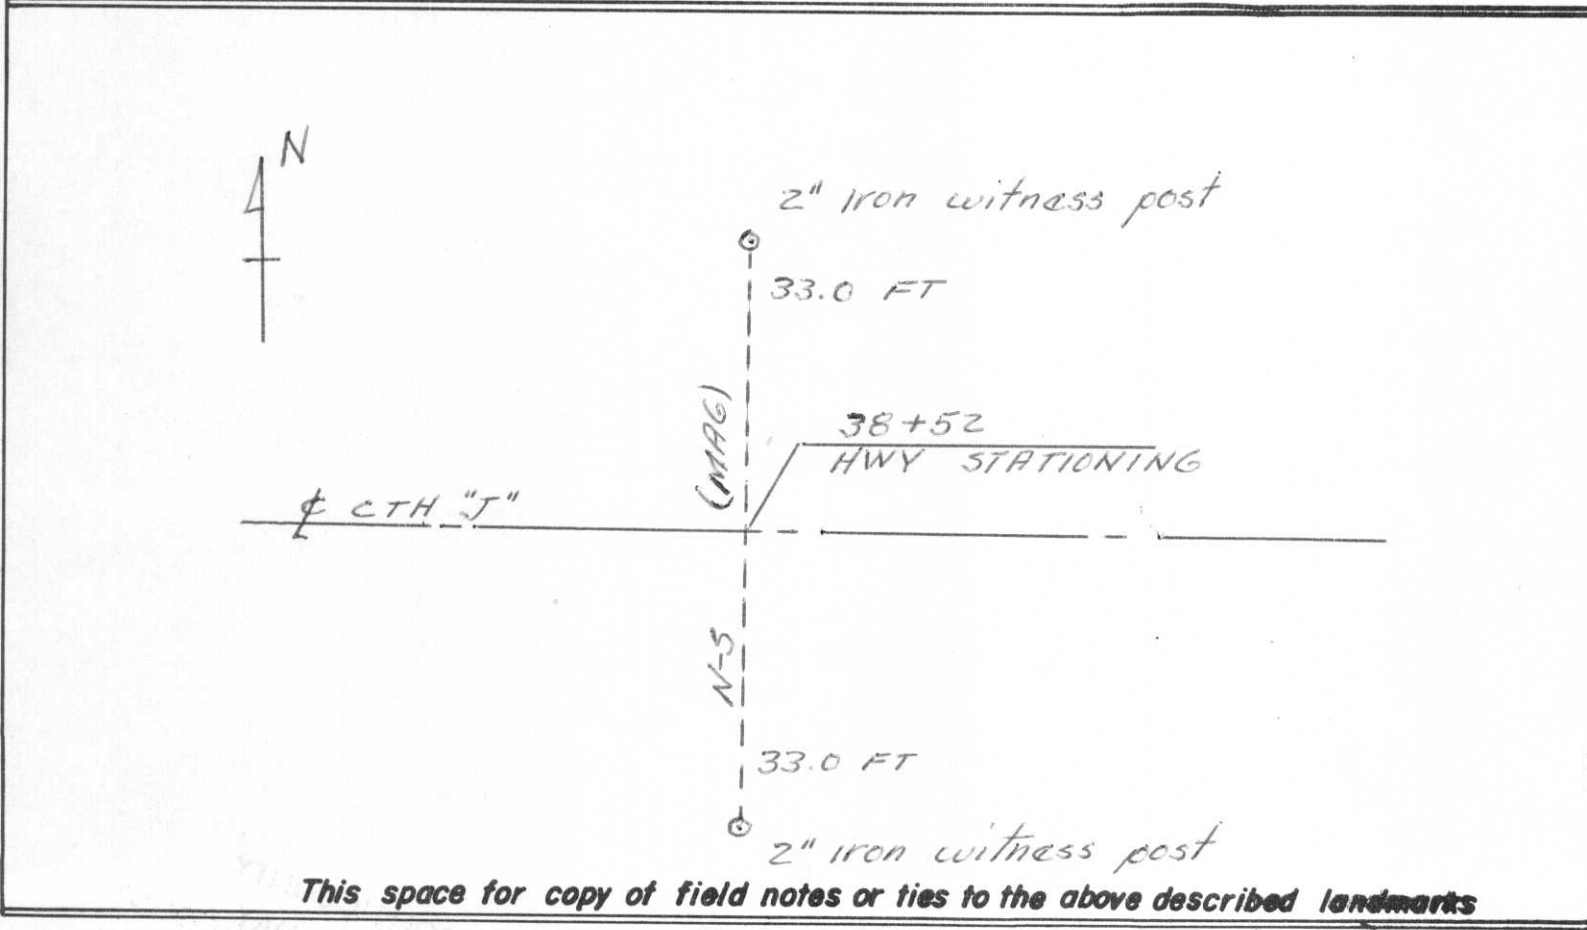 N
2" Iron witness post
33.0 FT
(MAG)
38+52
HWY STATIONING
℄ CTH "J"
N-S
33.0 FT
2" Iron witness post
This space for copy of field notes or ties to the above described landmarks